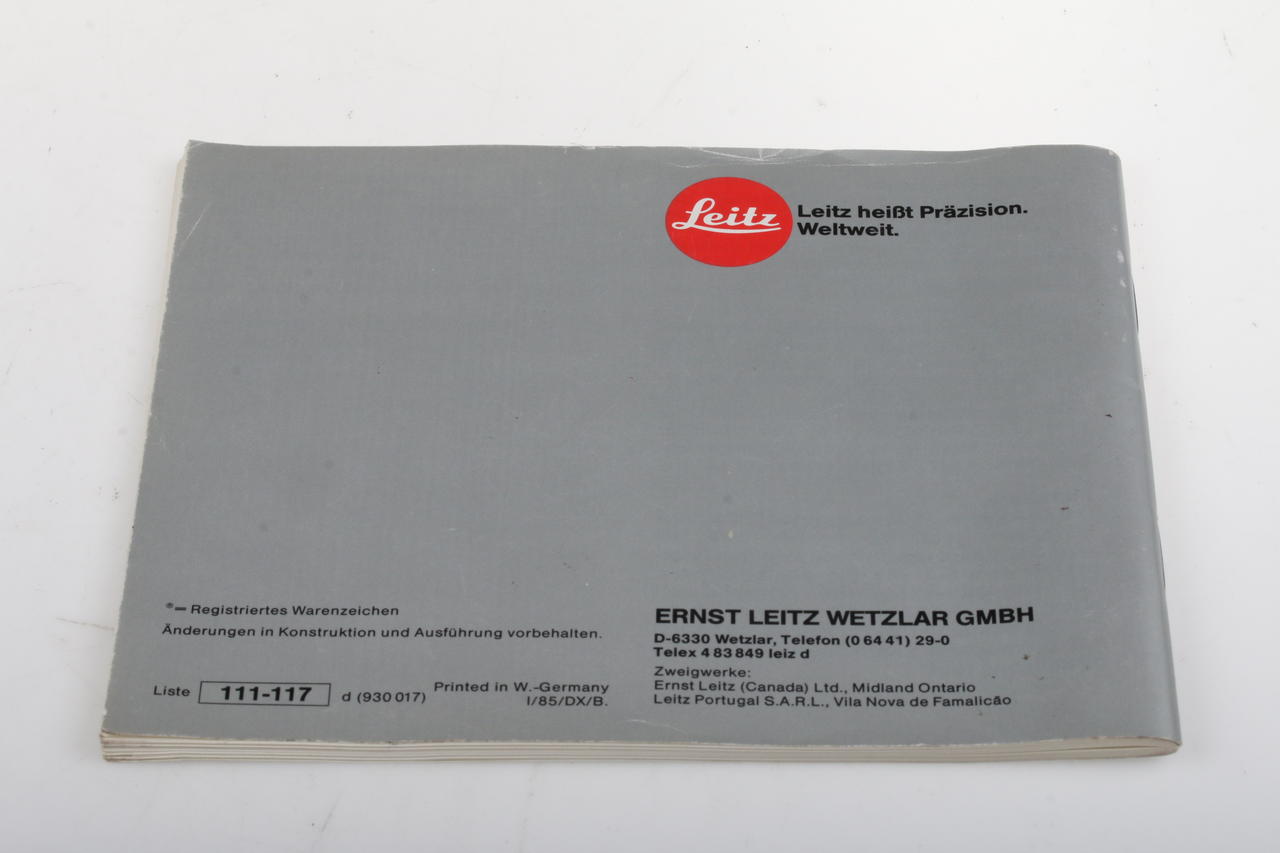 Leitz
Leitz heißt Präzision.
Weltweit.
®= Registriertes Warenzeichen
Änderungen in Konstruktion und Ausführung vorbehalten.
Liste 111-117 d (930 017)
Printed in W.-Germany
I/85/DX/B.
ERNST LEITZ WETZLAR GMBH
D-6330 Wetzlar, Telefon (0 64 41) 29-0
Telex 4 83 849 leiz d
Zweigwerke:
Ernst Leitz (Canada) Ltd., Midland Ontario
Leitz Portugal S.A.R.L., Vila Nova de Famalicão